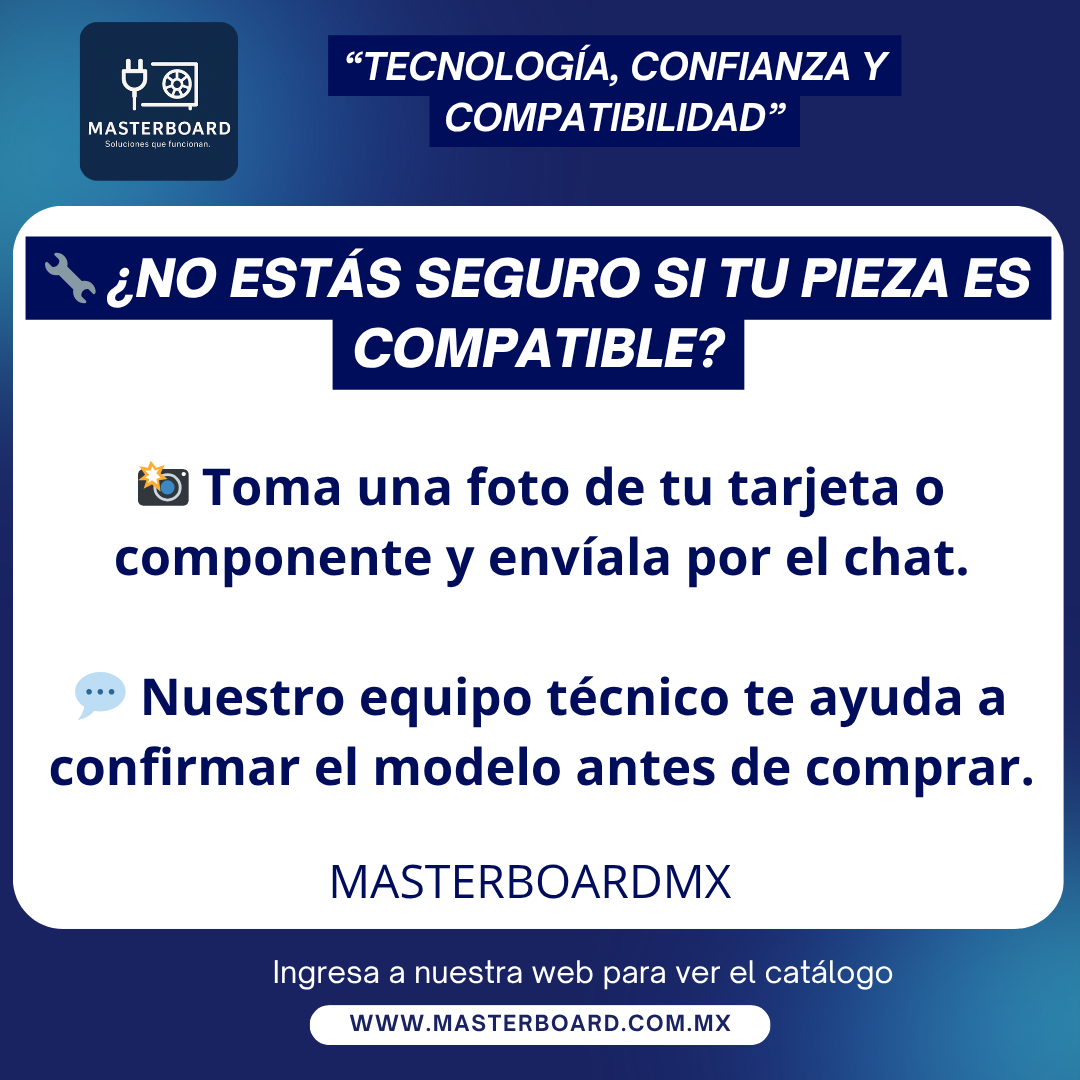 MASTERBOARD
Soluciones que funcionan.
“TECNOLOGÍA, CONFIANZA Y
COMPATIBILIDAD”
🔧 ¿NO ESTÁS SEGURO SI TU PIEZA ES
COMPATIBLE?
📸 Toma una foto de tu tarjeta o
componente y envíala por el chat.
💬 Nuestro equipo técnico te ayuda a
confirmar el modelo antes de comprar.
MASTERBOARDMX
Ingresa a nuestra web para ver el catálogo
WWW.MASTERBOARD.COM.MX